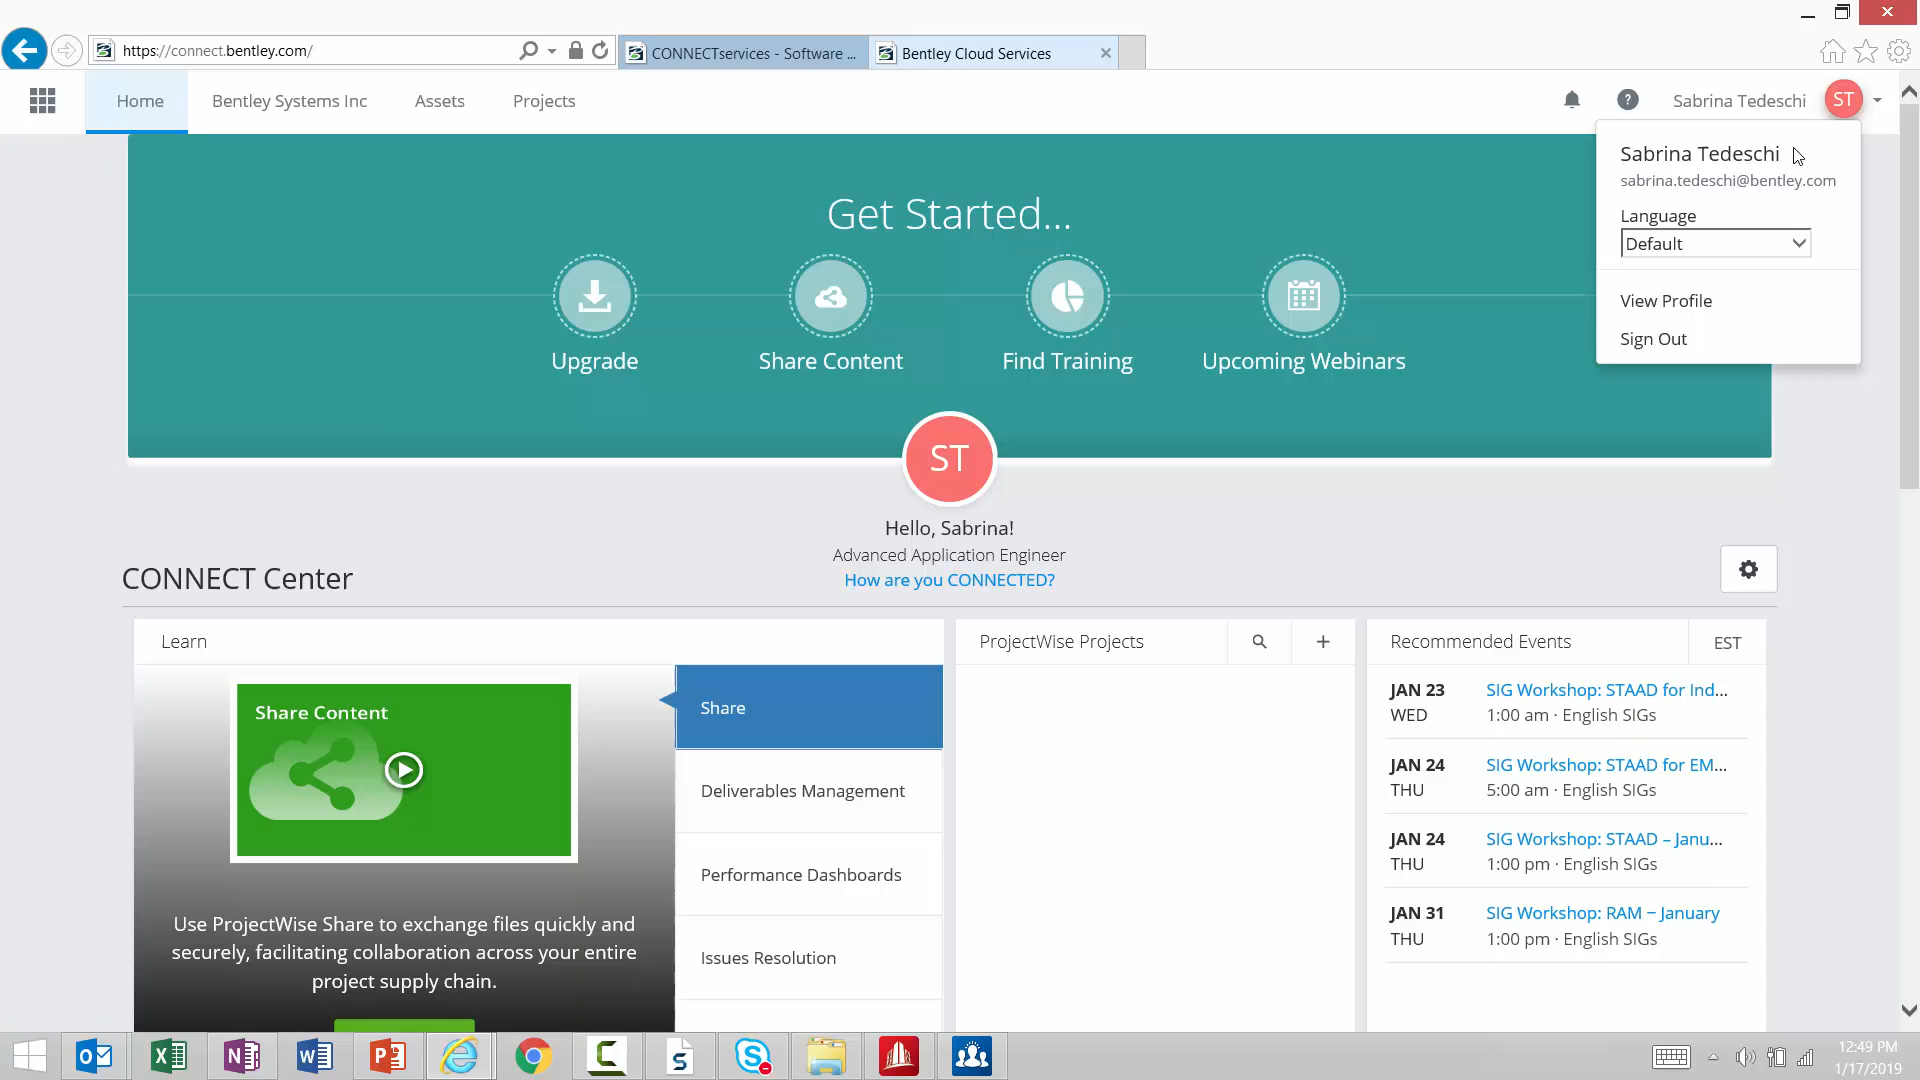 https://connect.bentley.com/
CONNECTservices - Software ...
Bentley Cloud Services
Home
Bentley Systems Inc
Assets
Projects
Sabrina Tedeschi
ST
Sabrina Tedeschi
sabrina.tedeschi@bentley.com
Language
Default
View Profile
Sign Out
Get Started...
Upgrade
Share Content
Find Training
Upcoming Webinars
ST
Hello, Sabrina!
Advanced Application Engineer
How are you CONNECTED?
CONNECT Center
Learn
Share Content
Use ProjectWise Share to exchange files quickly and
securely, facilitating collaboration across your entire
project supply chain.
Share
Deliverables Management
Performance Dashboards
Issues Resolution
ProjectWise Projects
Recommended Events
EST
JAN 23
WED
SIG Workshop: STAAD for Ind...
1:00 am · English SIGs
JAN 24
THU
SIG Workshop: STAAD for EM...
5:00 am · English SIGs
JAN 24
THU
SIG Workshop: STAAD – Janu...
1:00 pm · English SIGs
JAN 31
THU
SIG Workshop: RAM – January
1:00 pm · English SIGs
12:49 PM
1/17/2019